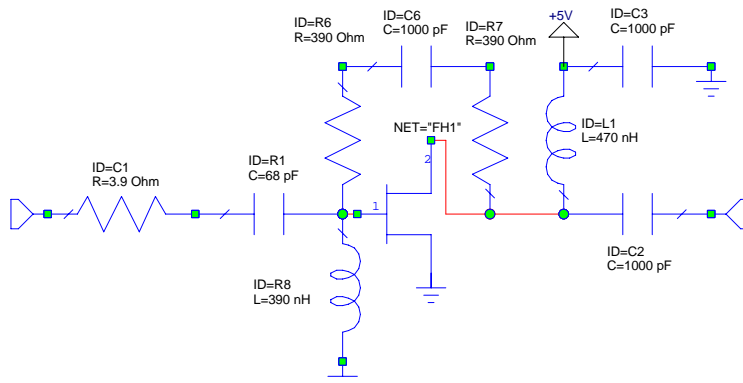 ID=R6
R=390 Ohm
ID=C6
C=1000 pF
ID=R7
R=390 Ohm
+5V
ID=C3
C=1000 pF
NET="FH1"
ID=L1
L=470 nH
ID=C1
R=3.9 Ohm
ID=R1
C=68 pF
2
1
ID=R8
L=390 nH
ID=C2
C=1000 pF